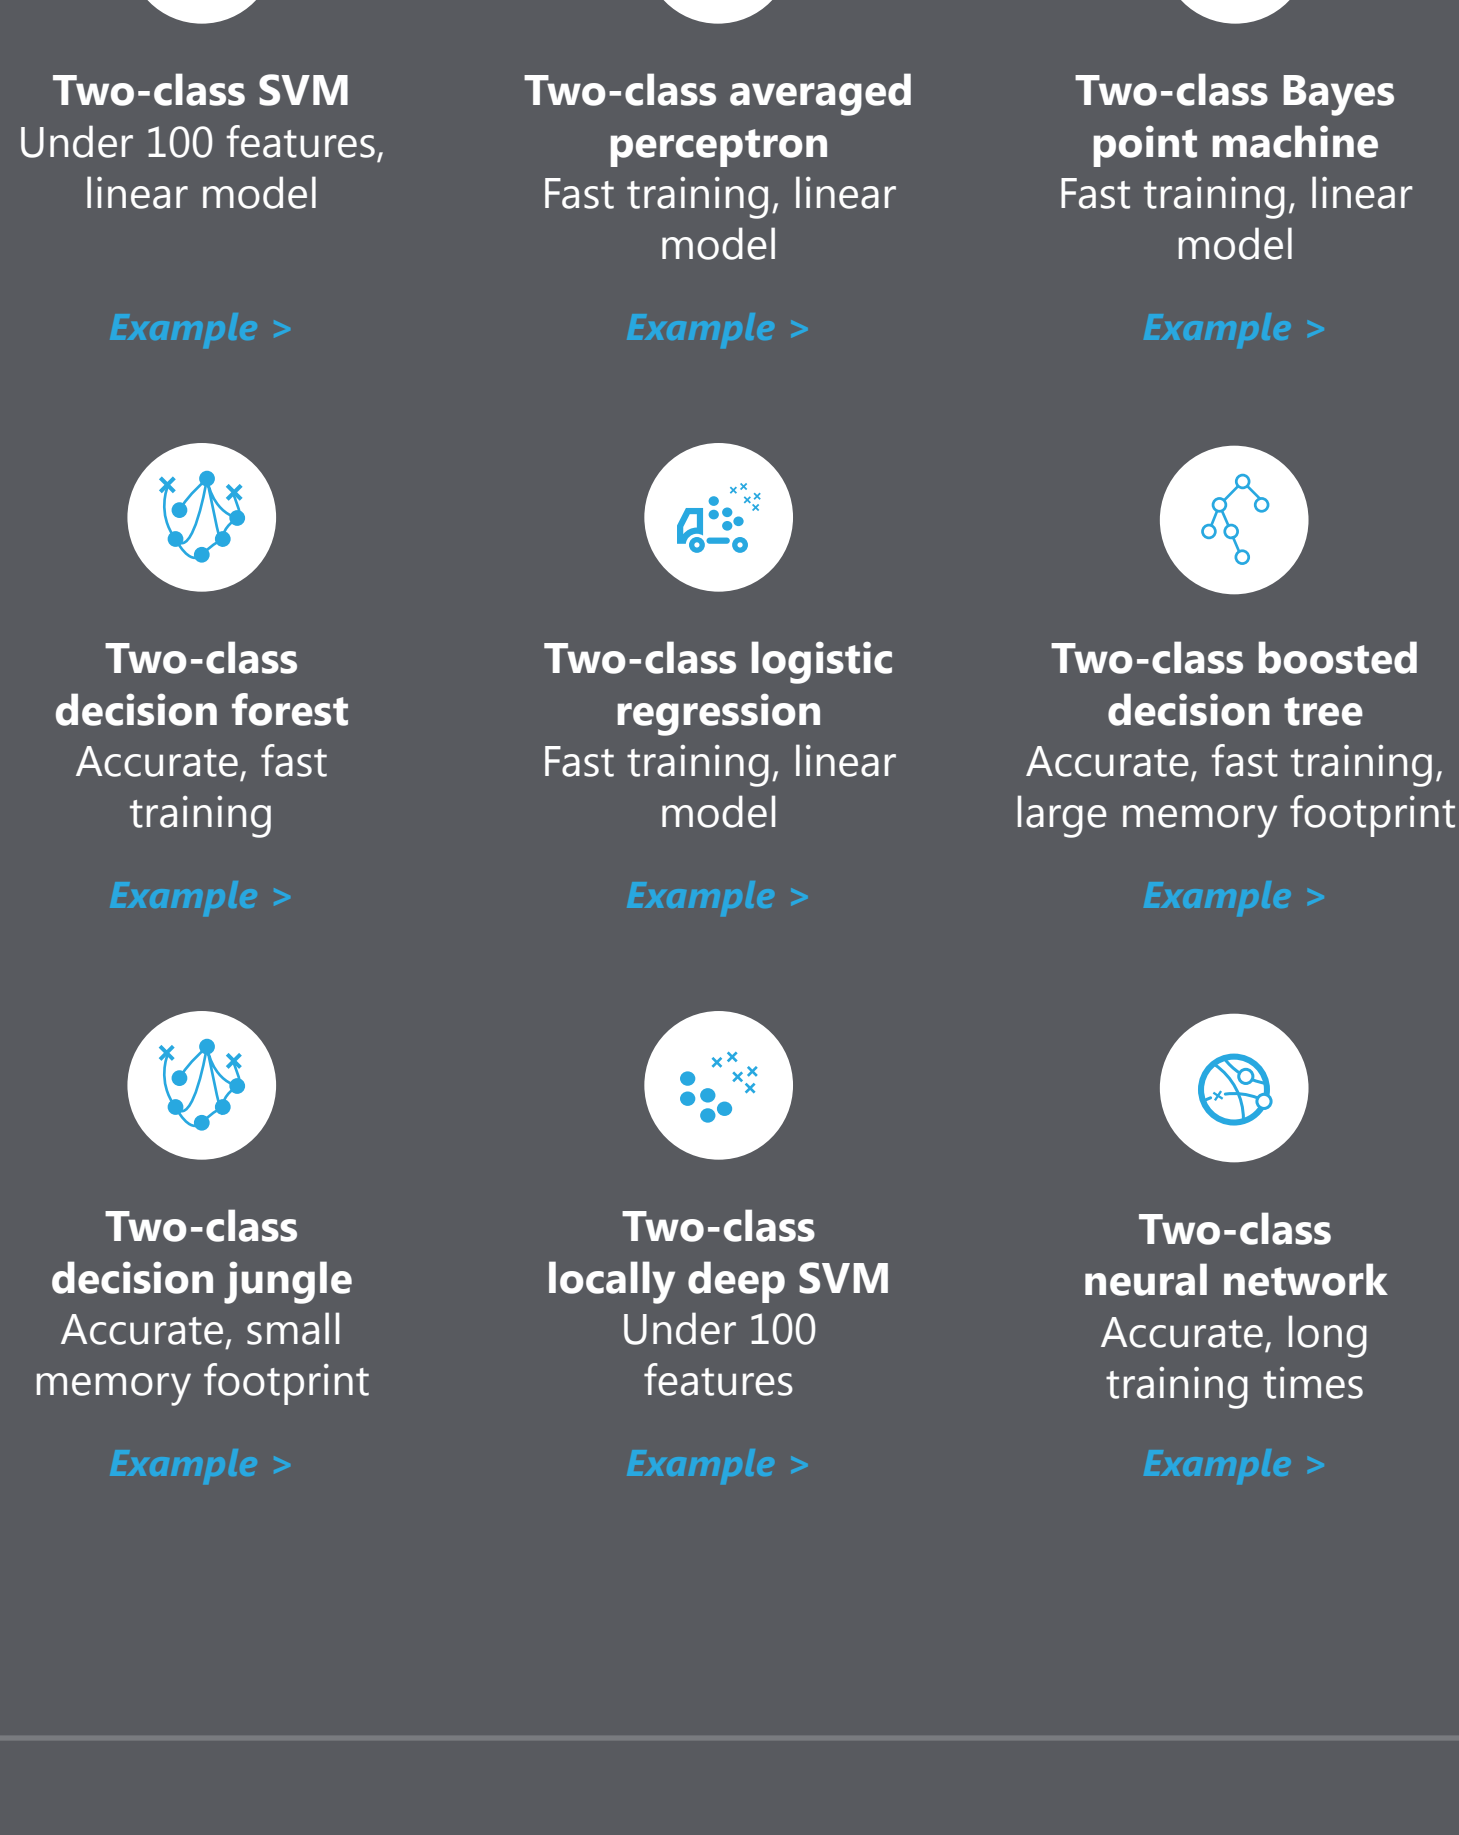 Two-class SVM
Under 100 features,
linear model
Example >
Two-class averaged
perceptron
Fast training, linear
model
Example >
Two-class Bayes
point machine
Fast training, linear
model
Example >
Two-class
decision forest
Accurate, fast
training
Example >
Two-class logistic
regression
Fast training, linear
model
Example >
Two-class boosted
decision tree
Accurate, fast training,
large memory footprint
Example >
Two-class
decision jungle
Accurate, small
memory footprint
Example >
Two-class
locally deep SVM
Under 100
features
Example >
Two-class
neural network
Accurate, long
training times
Example >